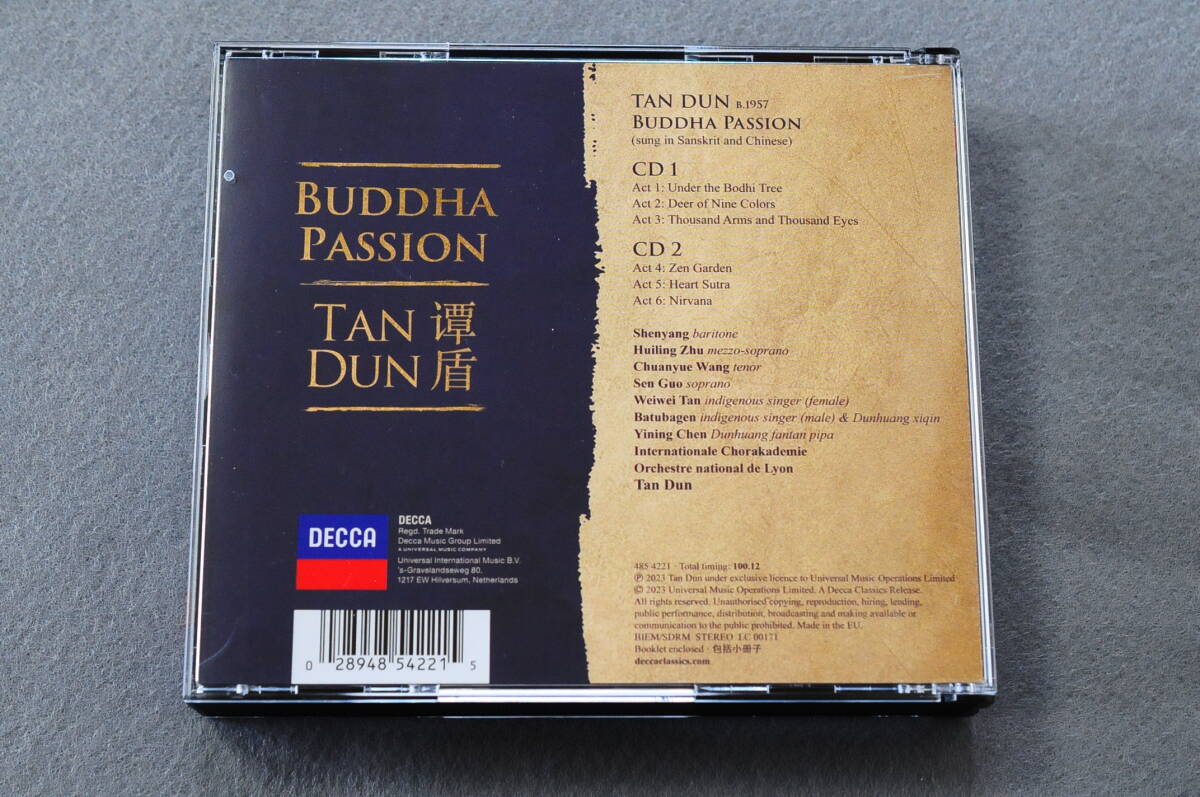 BUDDHA
PASSION
TAN 谭
DUN 盾
DECCA
DECCA
Regd. Trade Mark
Decca Music Group Limited
A UNIVERSAL MUSIC COMPANY
Universal International Music B.V.
's-Gravelandseweg 80,
1217 EW Hilversum, Netherlands
0 28948 54221 5
TAN DUN B.1957
BUDDHA PASSION
(sung in Sanskrit and Chinese)
CD 1
Act 1: Under the Bodhi Tree
Act 2: Deer of Nine Colors
Act 3: Thousand Arms and Thousand Eyes
CD 2
Act 4: Zen Garden
Act 5: Heart Sutra
Act 6: Nirvana
Shenyang baritone
Huiling Zhu mezzo-soprano
Chuanyue Wang tenor
Sen Guo soprano
Weiwei Tan indigenous singer (female)
Batubagen indigenous singer (male) & Dunhuang xiqin
Yining Chen Dunhuang fantan pipa
Internationale Chorakademie
Orchestre national de Lyon
Tan Dun
485 4221 · Total timing: 100.12
℗ 2023 Tan Dun under exclusive licence to Universal Music Operations Limited
© 2023 Universal Music Operations Limited. A Decca Classics Release.
All rights reserved. Unauthorised copying, reproduction, hiring, lending,
public performance, distribution, broadcasting and making available or
communication to the public prohibited. Made in the EU.
BIEM/SDRM STEREO LC 00171
Booklet enclosed · 包括小册子
deccaclassics.com